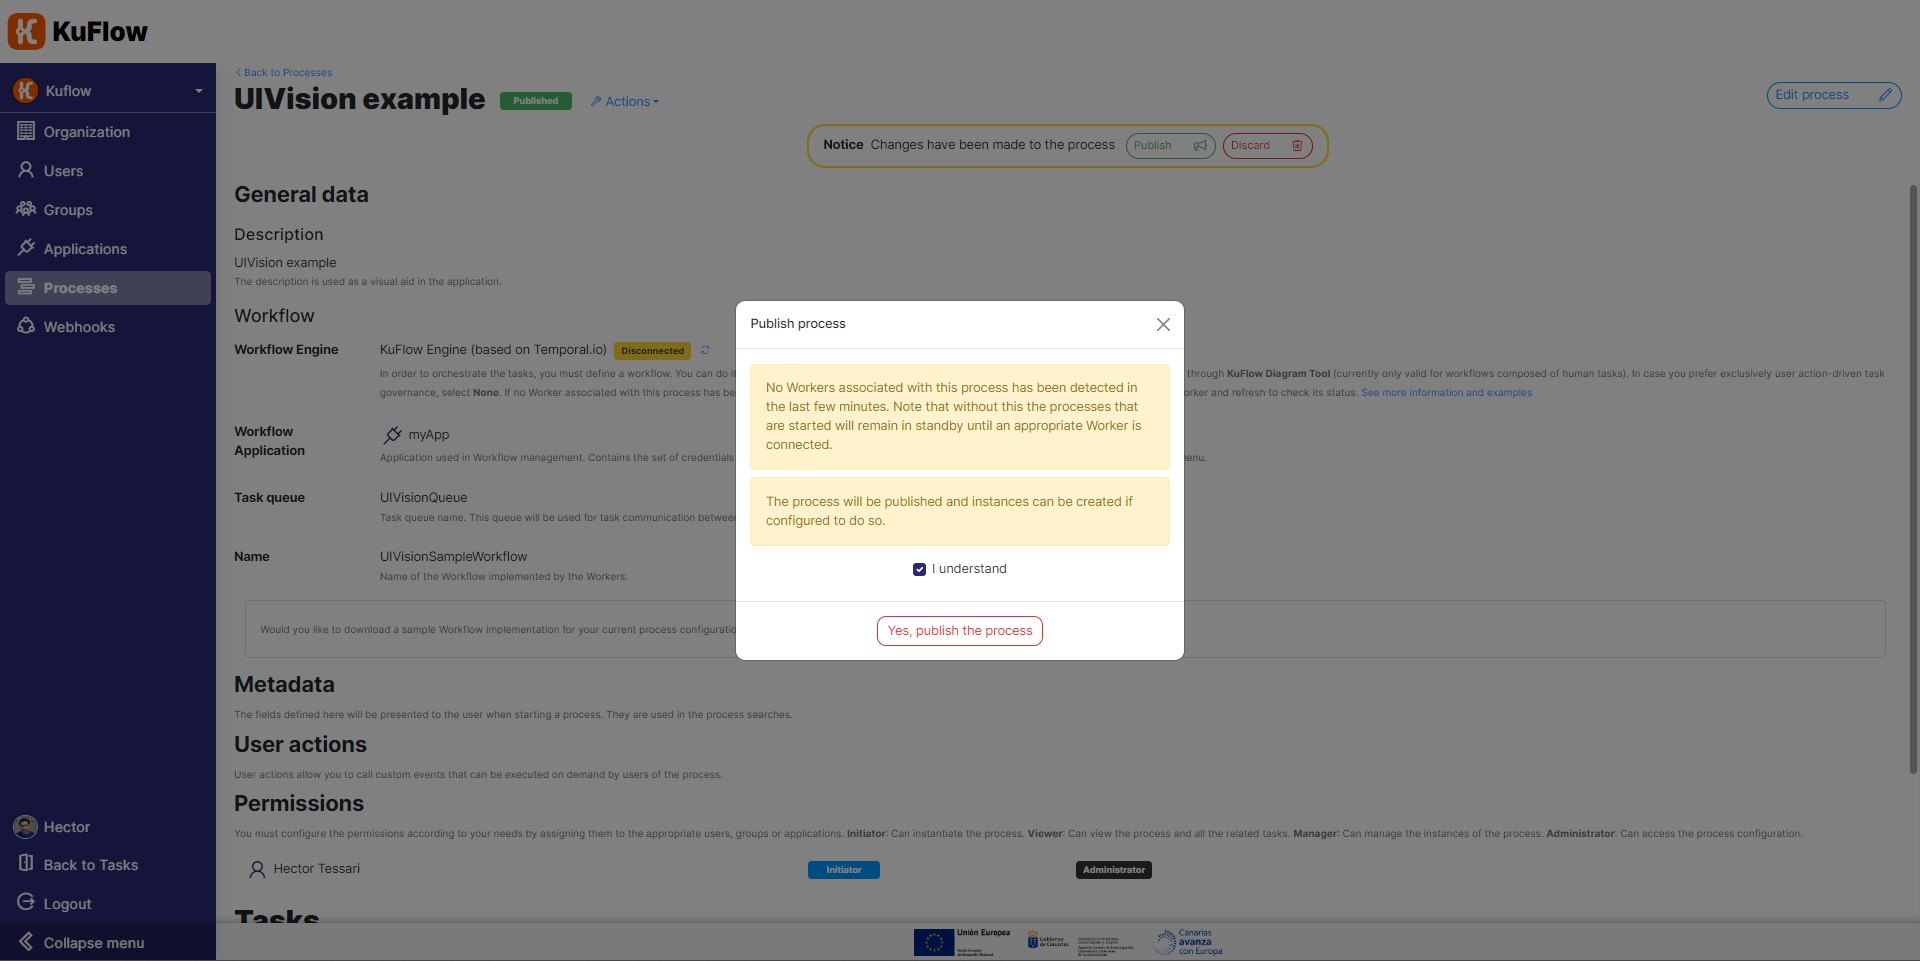 KuFlow
Kuflow
Organization
Users
Groups
Applications
Processes
Webhooks
Hector
Back to Tasks
Logout
Collapse menu
Back to Processes
UIVision example
Published
Actions
Edit process
Notice Changes have been made to the process
Publish
Discard
General data
Description
UIVision example
The description is used as a visual aid in the application.
Workflow
Workflow Engine
KuFlow Engine (based on Temporal.io)
Disconnected
In order to orchestrate the tasks, you must define a workflow. You can do it
through KuFlow Diagram Tool (currently only valid for workflows composed of human tasks). In case you prefer exclusively user action-driven task
governance, select None. If no Worker associated with this process has be
orker and refresh to check its status. See more information and examples
Workflow
Application
myApp
Application used in Workflow management. Contains the set of credentials
enu.
Task queue
UIVisionQueue
Task queue name. This queue will be used for task communication between
Name
UIVisionSampleWorkflow
Name of the Workflow implemented by the Workers.
Would you like to download a sample Workflow implementation for your current process configuratio
Publish process
No Workers associated with this process has been detected in
the last few minutes. Note that without this the processes that
are started will remain in standby until an appropriate Worker is
connected.
The process will be published and instances can be created if
configured to do so.
I understand
Yes, publish the process
Metadata
The fields defined here will be presented to the user when starting a process. They are used in the process searches.
User actions
User actions allow you to call custom events that can be executed on demand by users of the process.
Permissions
You must configure the permissions according to your needs by assigning them to the appropriate users, groups or applications. Initiator: Can instantiate the process. Viewer: Can view the process and all the related tasks. Manager: Can manage the instances of the process. Administrator: Can access the process configuration.
Hector Tessari
Initiator
Administrator
Tasks
Unión Europea
Gobierno
de Canarias
Canarias
avanza
con Europa